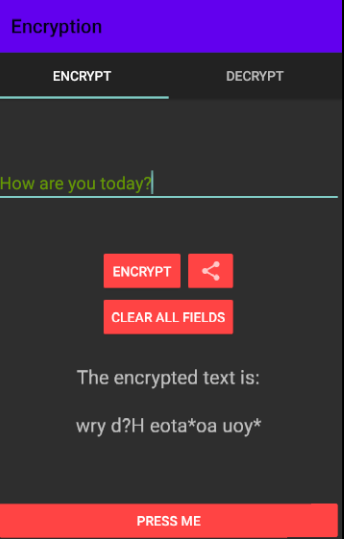 Encryption
ENCRYPT DECRYPT
How are you today?
ENCRYPT
CLEAR ALL FIELDS
The encrypted text is:
wry d?H eota*oa uoy*
PRESS ME